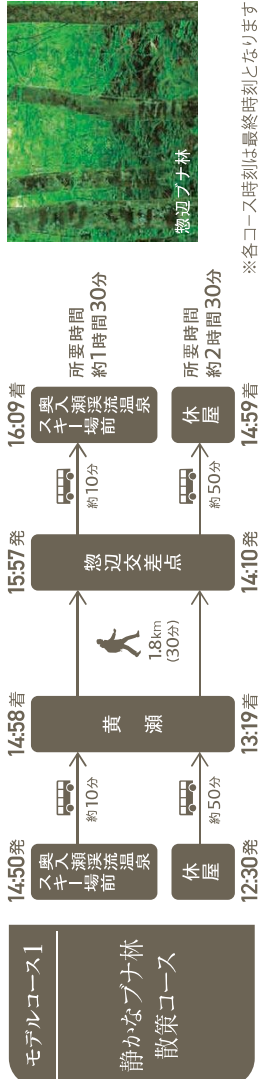 モデルコース1
静かなブナ林
散策コース
14:50発
奥入瀬渓流温泉
スキー場前
約10分
14:58着
黄瀬
1.8km
(30分)
15:57発
惣辺交差点
約10分
16:09着
奥入瀬渓流温泉
スキー場前
所要時間
約1時間30分
12:30発
休屋
約50分
13:19着
14:10発
約50分
14:59着
休屋
所要時間
約2時間30分
惣辺ブナ林
※各コース時刻は最終時刻となります